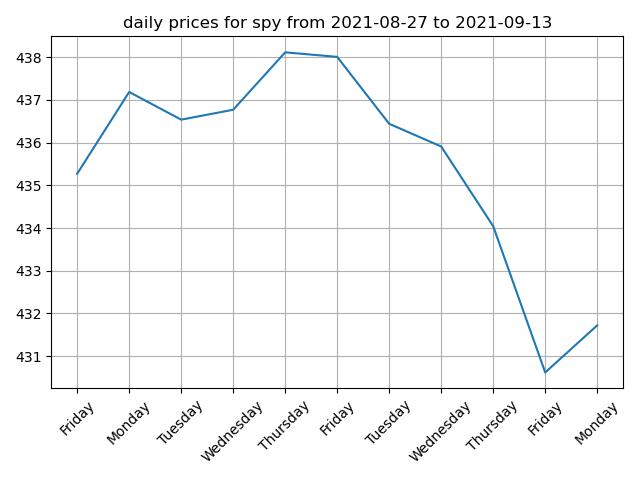 daily prices for spy from 2021-08-27 to 2021-09-13
438
437
436
435
434
433
432
431
Friday
Monday
Tuesday
Wednesday
Thursday
Friday
Tuesday
Wednesday
Thursday
Friday
Monday